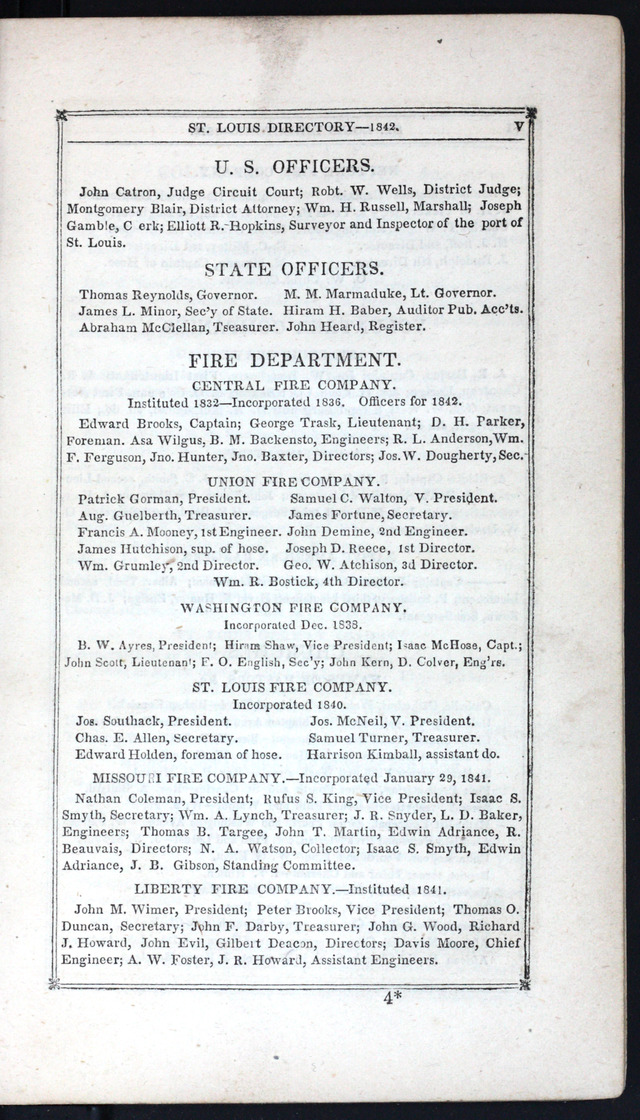 ST. LOUIS DIRECTORY—1842. V
U. S. OFFICERS.
John Catron, Judge Circuit Court; Robt. W. Wells, District Judge;
Montgomery Blair, District Attorney; Wm. H. Russell, Marshall; Joseph
Gamble, C erk; Elliott R. Hopkins, Surveyor and Inspector of the port of
St. Louis.
STATE OFFICERS.
Thomas Reynolds, Governor. M. M. Marmaduke, Lt. Governor.
James L. Minor, Sec'y of State. Hiram H. Baber, Auditor Pub. Acc'ts.
Abraham McClellan, Tseasurer. John Heard, Register.
FIRE DEPARTMENT.
CENTRAL FIRE COMPANY.
Instituted 1832—Incorporated 1836. Officers for 1842.
Edward Brooks, Captain; George Trask, Lieutenant; D. H. Parker,
Foreman. Asa Wilgus, B. M. Backensto, Engineers; R. L. Anderson, Wm.
F. Ferguson, Jno. Hunter, Jno. Baxter, Directors; Jos. W. Dougherty, Sec.
UNION FIRE COMPANY.
Patrick Gorman, President. Samuel C. Walton, V. President.
Aug. Guelberth, Treasurer. James Fortune, Secretary.
Francis A. Mooney, 1st Engineer. John Demine, 2nd Engineer.
James Hutchison, sup. of hose. Joseph D. Reece, 1st Director.
Wm. Grumley, 2nd Director. Geo. W. Atchison, 3d Director.
Wm. R. Bostick, 4th Director.
WASHINGTON FIRE COMPANY.
Incorporated Dec. 1838.
B. W. Ayres, President; Hiram Shaw, Vice President; Isaac McHose, Capt.;
John Scott, Lieutenant; F. O. English, Sec'y; John Kern, D. Colver, Eng'rs.
ST. LOUIS FIRE COMPANY.
Incorporated 1840.
Jos. Southack, President. Jos. McNeil, V. President.
Chas. E. Allen, Secretary. Samuel Turner, Treasurer.
Edward Holden, foreman of hose. Harrison Kimball, assistant do.
MISSOURI FIRE COMPANY.—Incorporated January 29, 1841.
Nathan Coleman, President; Rufus S. King, Vice President; Isaac S.
Smyth, Secretary; Wm. A. Lynch, Treasurer; J. R. Snyder, L. D. Baker,
Engineers; Thomas B. Targee, John T. Martin, Edwin Adriance, R.
Beauvais, Directors; N. A. Watson, Collector; Isaac S. Smyth, Edwin
Adriance, J. B. Gibson, Standing Committee.
LIBERTY FIRE COMPANY.—Instituted 1841.
John M. Wimer, President; Peter Brooks, Vice President; Thomas O.
Duncan, Secretary; John F. Darby, Treasurer; John G. Wood, Richard
J. Howard, John Evil, Gilbert Deacon, Directors; Davis Moore, Chief
Engineer; A. W. Foster, J. R. Howard, Assistant Engineers.
4*